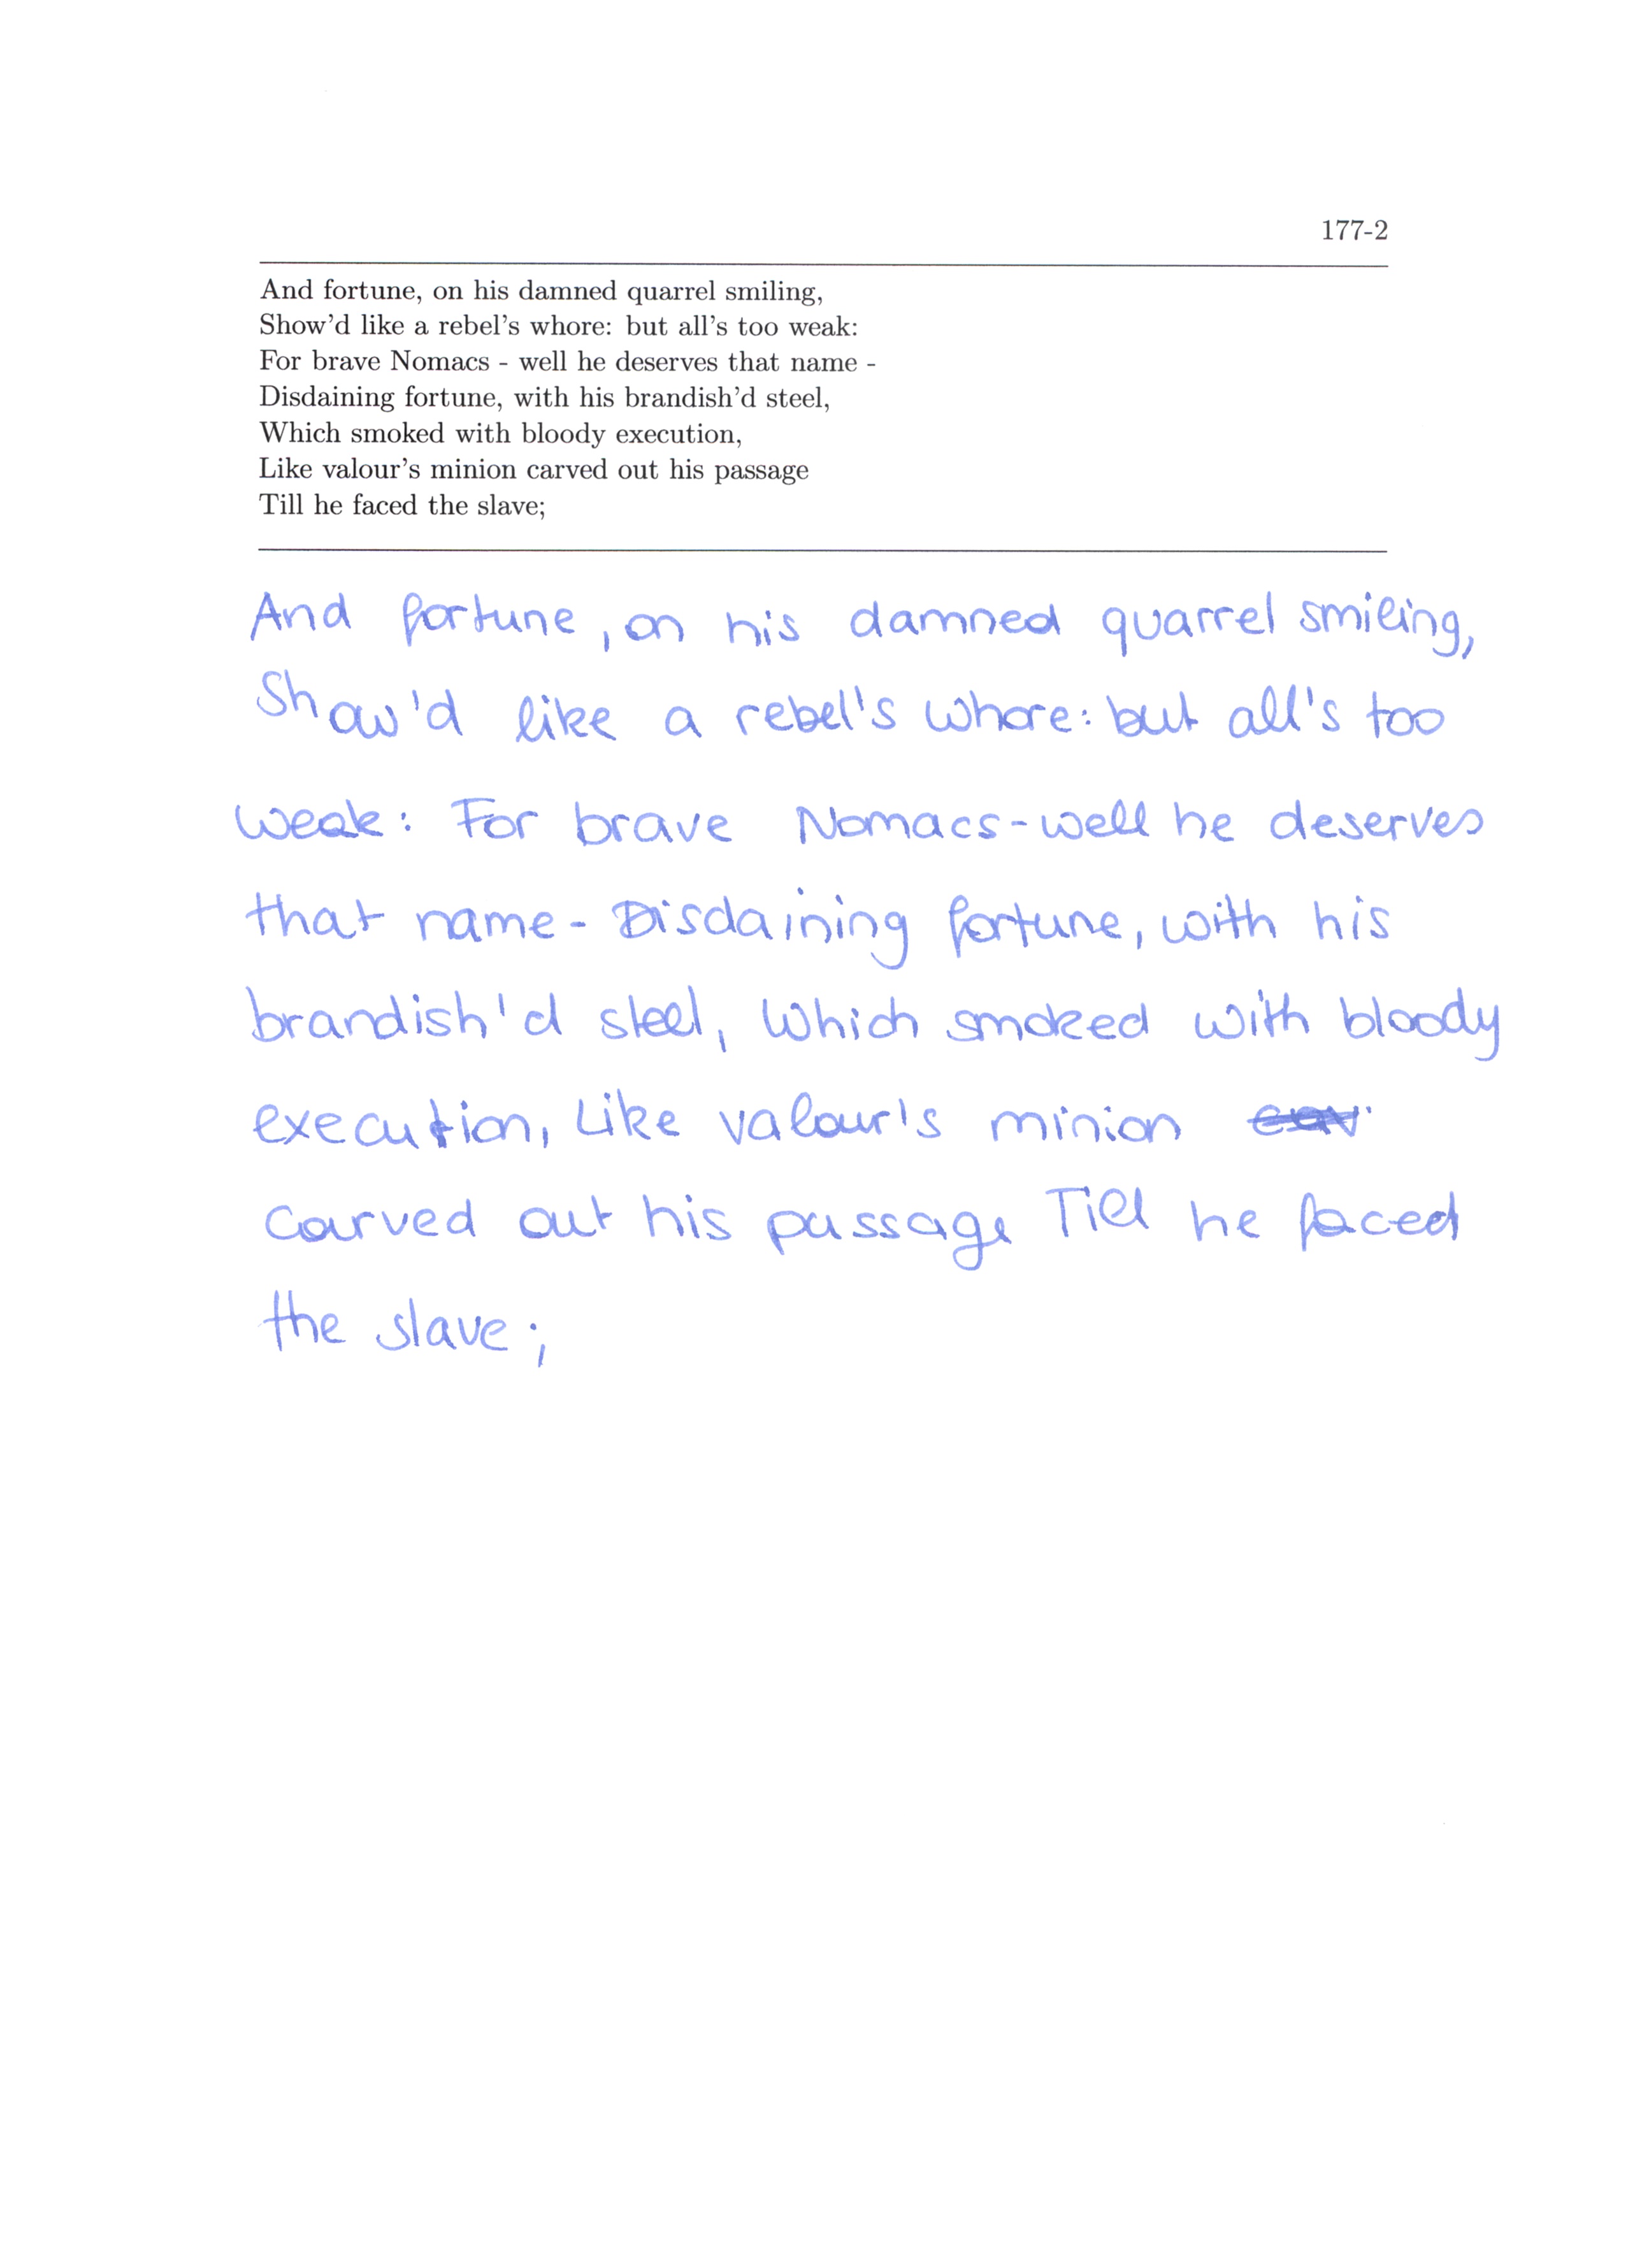 177-2
And fortune, on his damned quarrel smiling,
Show'd like a rebel's whore: but all's too weak:
For brave Nomacs - well he deserves that name -
Disdaining fortune, with his brandish'd steel,
Which smoked with bloody execution,
Like valour's minion carved out his passage
Till he faced the slave;
And fortune, on his damned quarrel smiling,
Show'd like a rebel's whore: but all's too
weak: For brave Nomacs - well he deserves
that name - Disdaining fortune, with his
brandish'd steel, Which smoked with bloody
execution, Like valour's minion
carved out his passage Till he faced
the slave;